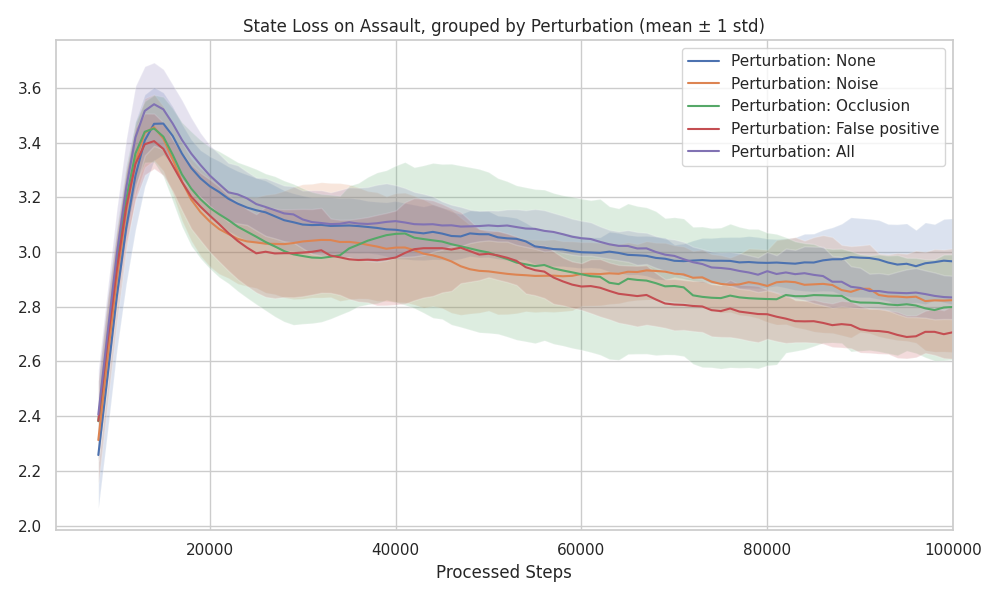 State Loss on Assault, grouped by Perturbation (mean ± 1 std)
Perturbation: None
Perturbation: Noise
Perturbation: Occlusion
Perturbation: False positive
Perturbation: All
3.6
3.4
3.2
3.0
2.8
2.6
2.4
2.2
2.0
20000 40000 60000 80000 100000
Processed Steps